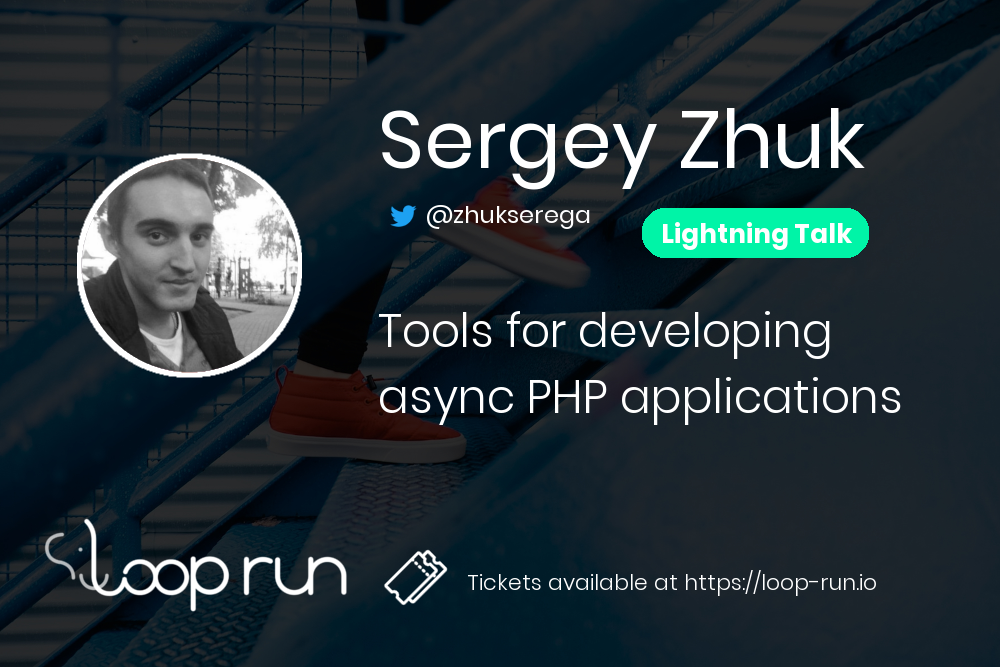 Sergey Zhuk
@zhukserega
Lightning Talk
Tools for developing
async PHP applications
loop run
Tickets available at https://loop-run.io